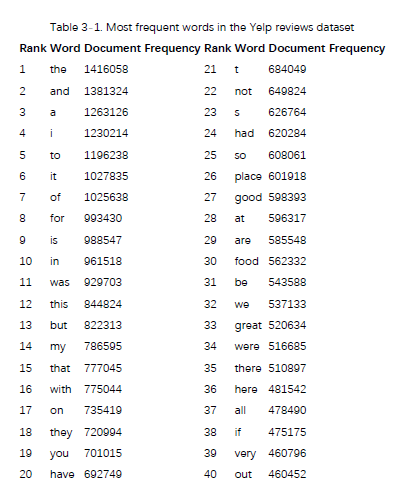 Table 3-1. Most frequent words in the Yelp reviews dataset
Rank Word Document Frequency Rank Word Document Frequency
1 the 1416058 21 t 684049
2 and 1381324 22 not 649824
3 a 1263126 23 s 626764
4 i 1230214 24 had 620284
5 to 1196238 25 so 608061
6 it 1027835 26 place 601918
7 of 1025638 27 good 598393
8 for 993430 28 at 596317
9 is 988547 29 are 585548
10 in 961518 30 food 562332
11 was 929703 31 be 543588
12 this 844824 32 we 537133
13 but 822313 33 great 520634
14 my 786595 34 were 516685
15 that 777045 35 there 510897
16 with 775044 36 here 481542
17 on 735419 37 all 478490
18 they 720994 38 if 475175
19 you 701015 39 very 460796
20 have 692749 40 out 460452